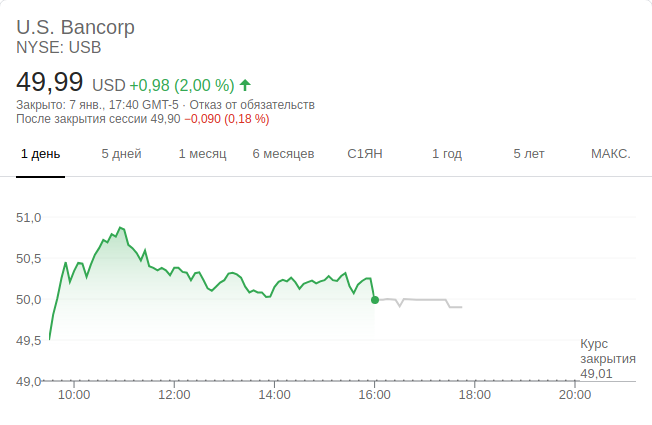 U.S. Bancorp
NYSE: USB
49,99 USD +0,98 (2,00 %)
Закрыто: 7 янв., 17:40 GMT-5 · Отказ от обязательств
После закрытия сессии 49,90 −0,090 (0,18 %)
1 день 5 дней 1 месяц 6 месяцев С1ЯН 1 год 5 лет МАКС.
51,0
50,5
50,0
49,5
Курс
закрытия
49,01
49,0
10:00 12:00 14:00 16:00 18:00 20:00